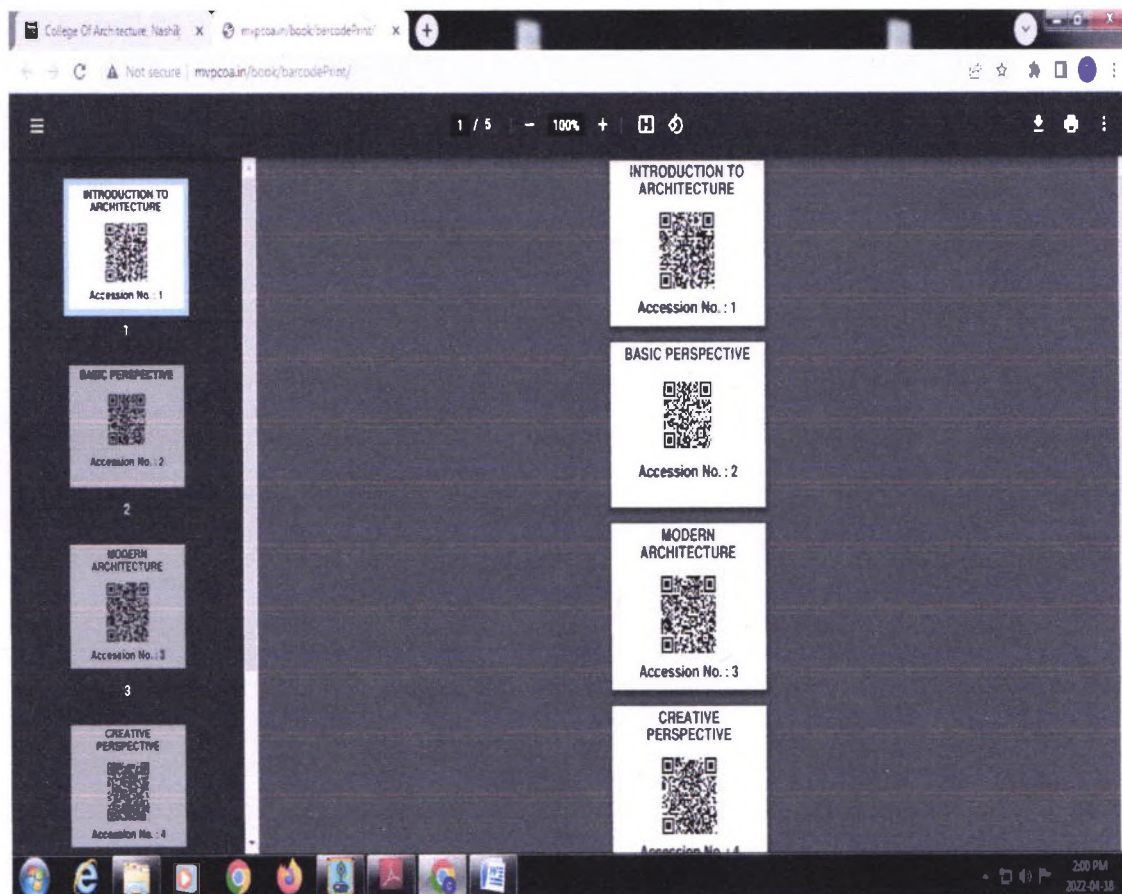 College Of Architecture, Nashik
mvpcoa.in/book/barcodePrint/
Not secure
mvpcoa.in/book/barcodePrint/
1 / 5
100%
INTRODUCTION TO
ARCHITECTURE
Accession No. : 1
1
BASIC PERSPECTIVE
Accession No. : 2
2
MODERN
ARCHITECTURE
Accession No. : 3
3
CREATIVE
PERSPECTIVE
Accession No. : 4
INTRODUCTION TO
ARCHITECTURE
Accession No. : 1
BASIC PERSPECTIVE
Accession No. : 2
MODERN
ARCHITECTURE
Accession No. : 3
CREATIVE
PERSPECTIVE
Accession No. : 4
2:00 PM
2022-04-18